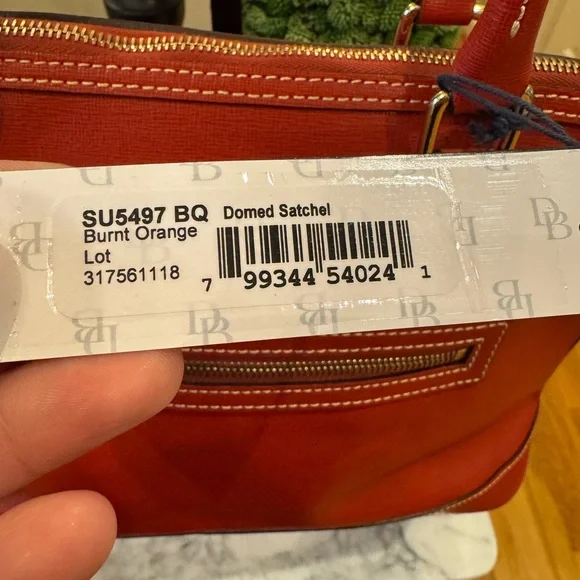 SU5497 BQ Domed Satchel
Burnt Orange
Lot
317561118
7 99344 54024 1